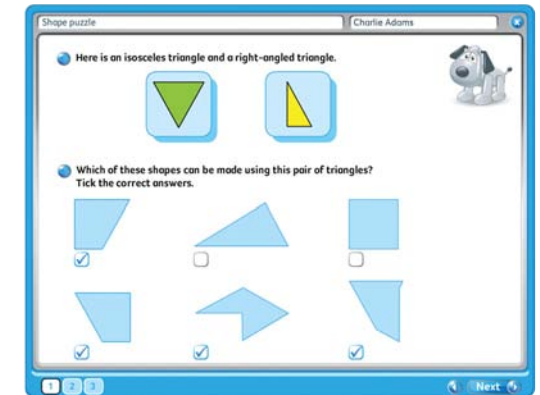 Shape puzzle
Charlie Adams
Here is an isosceles triangle and a right-angled triangle.
Which of these shapes can be made using this pair of triangles?
Tick the correct answers.
1 2 3
Next